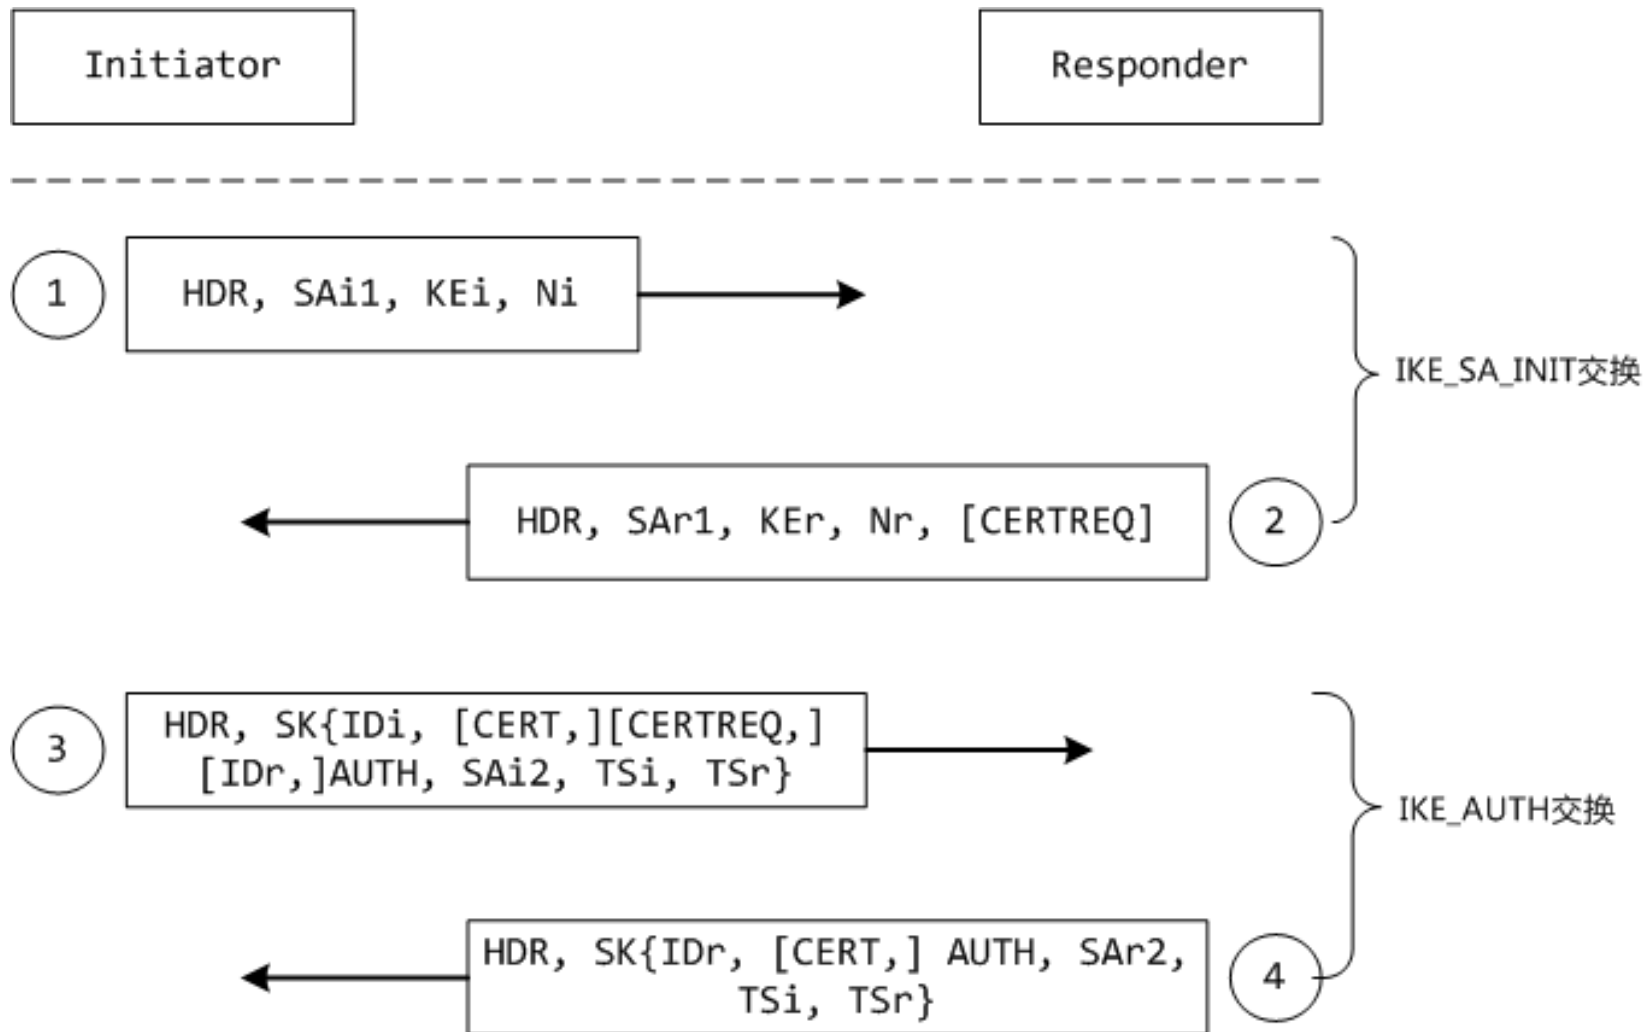 Initiator
Responder
1
HDR, SAi1, KEi, Ni
IKE_SA_INIT交换
HDR, SAr1, KEr, Nr, [CERTREQ]
2
3
HDR, SK{IDi, [CERT,][CERTREQ,]
[IDr,]AUTH, SAi2, TSi, TSr}
IKE_AUTH交换
HDR, SK{IDr, [CERT,] AUTH, SAr2,
TSi, TSr}
4